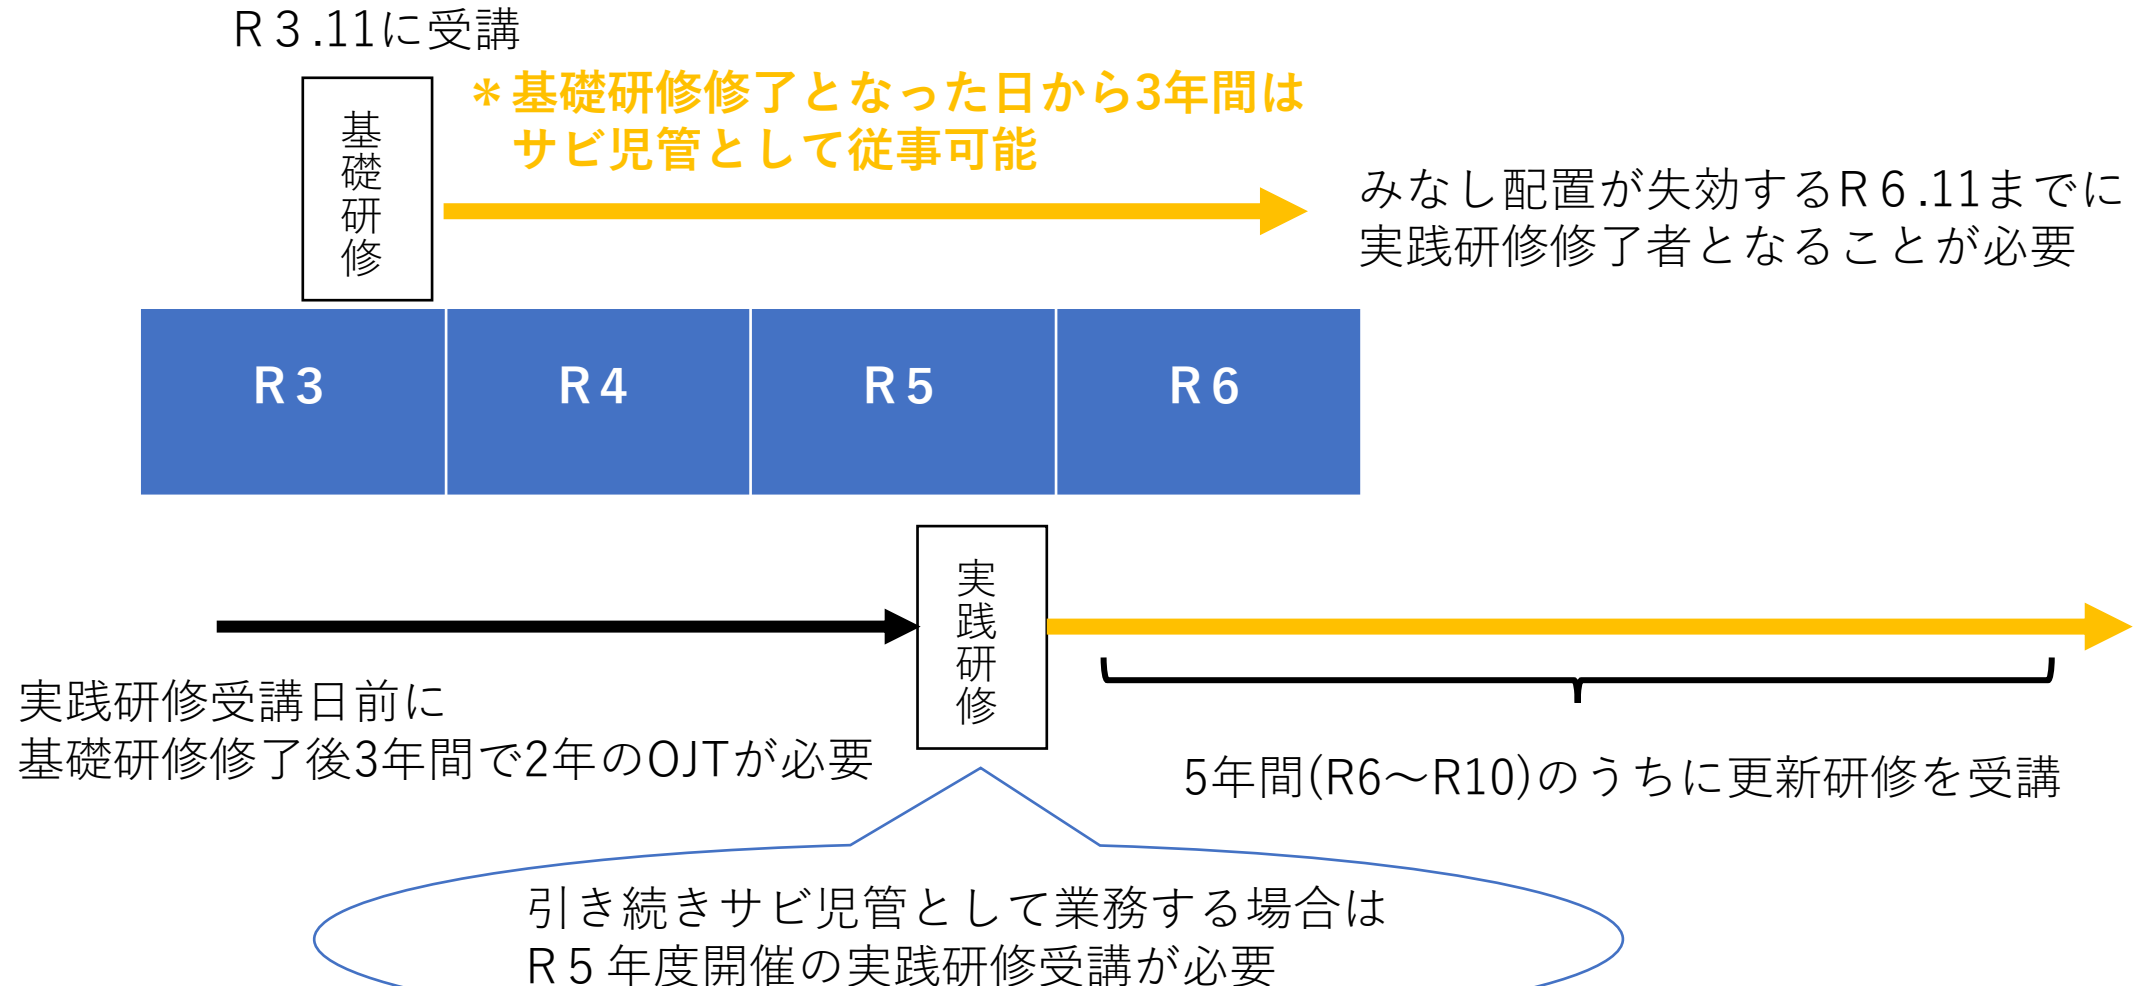 R３.11に受講
＊基礎研修修了となった日から3年間は
サビ児管として従事可能
基礎研修
みなし配置が失効するR６.11までに
実践研修修了者となることが必要
R３
R４
R５
R６
実践研修
実践研修受講日前に
基礎研修修了後3年間で2年のOJTが必要
5年間(R6～R10)のうちに更新研修を受講
引き続きサビ児管として業務する場合は
R５年度開催の実践研修受講が必要